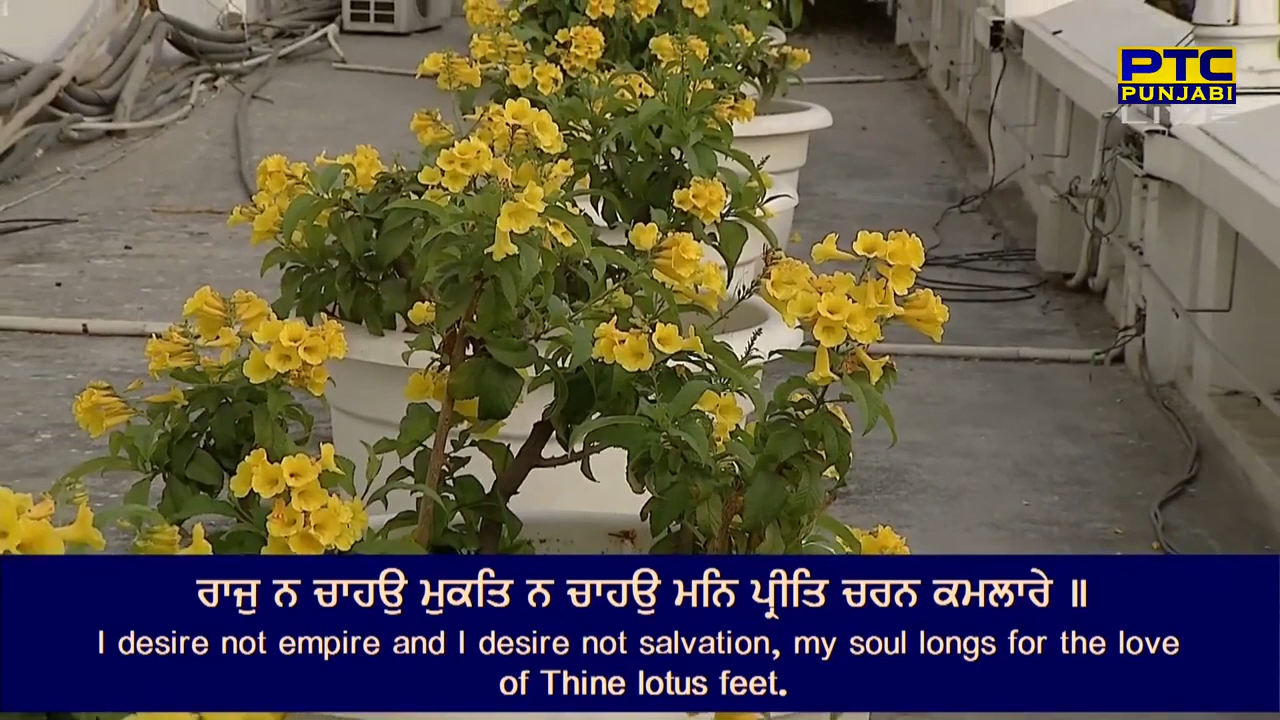 PTC
PUNJABI
LIVE
ਰਾਜੁ ਨ ਚਾਹਉ ਮੁਕਤਿ ਨ ਚਾਹਉ ਮਨਿ ਪ੍ਰੀਤਿ ਚਰਨ ਕਮਲਾਰੇ ॥
I desire not empire and I desire not salvation, my soul longs for the love
of Thine lotus feet.